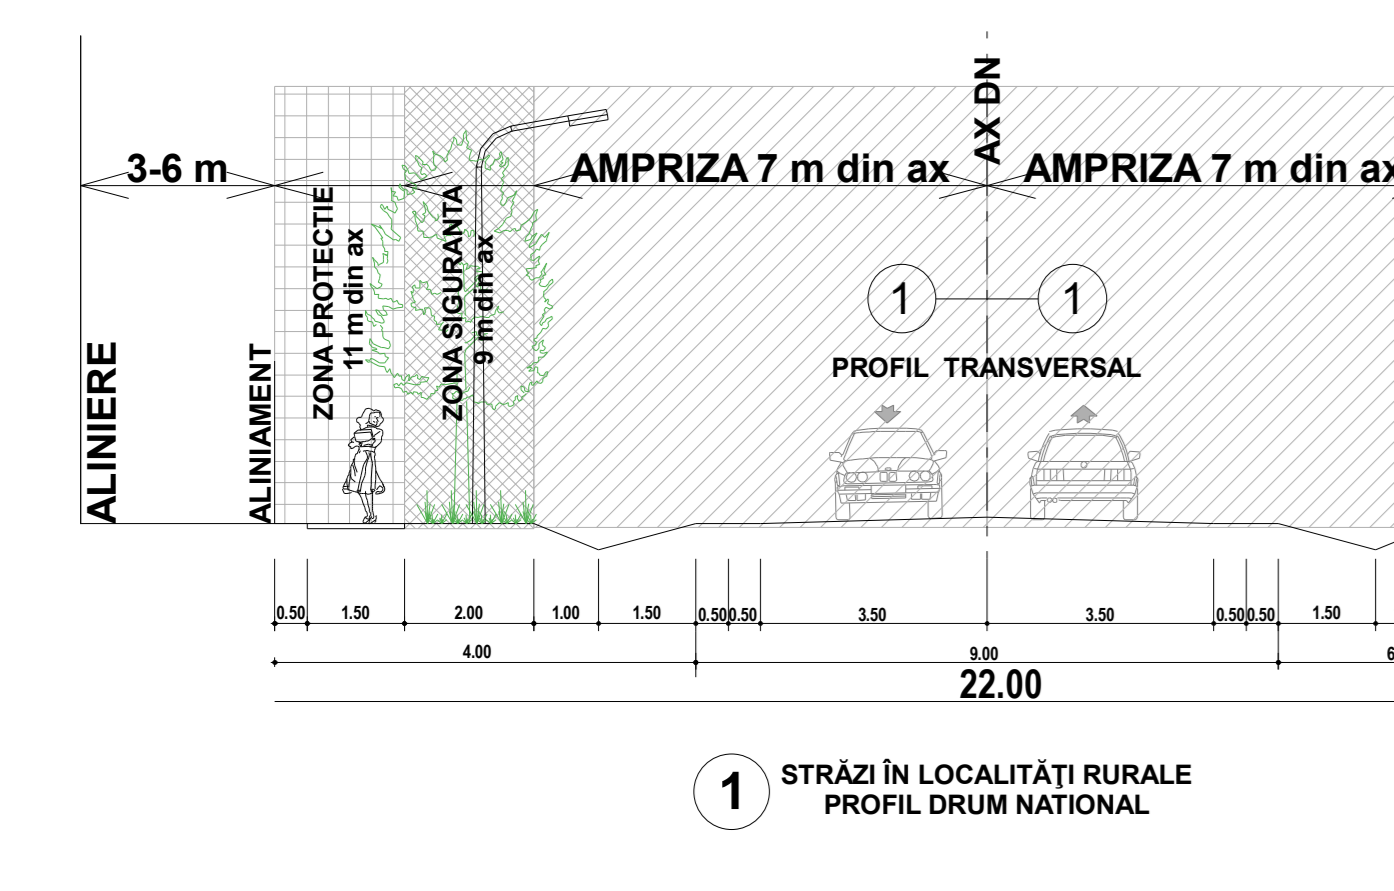 AX DN
3-6 m
AMPRIZA 7 m din ax
AMPRIZA 7 m din ax
ALINIERE
ALINIAMENT
ZONA PROTECTIE
11 m din ax
ZONA SIGURANTA
9 m din ax
1
1
PROFIL TRANSVERSAL
0.50 1.50 2.00 1.00 1.50 0.50 0.50 3.50 3.50 0.50 0.50 1.50
4.00 9.00 6
22.00
1
STRĂZI ÎN LOCALITĂŢI RURALE
PROFIL DRUM NATIONAL